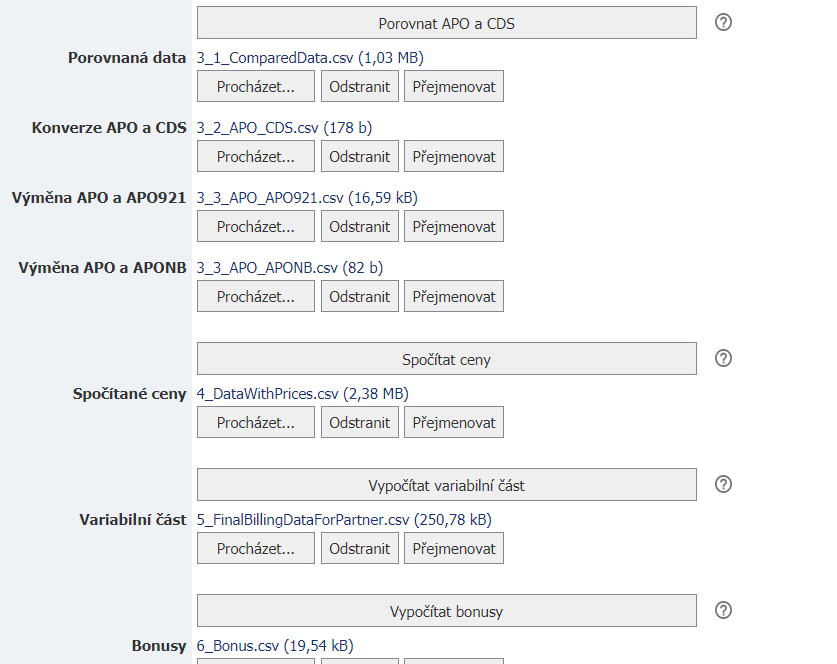 Porovnat APO a CDS
Porovnaná data 3_1_ComparedData.csv (1,03 MB)
Procházet... Odstranit Přejmenovat
Konverze APO a CDS 3_2_APO_CDS.csv (178 b)
Procházet... Odstranit Přejmenovat
Výměna APO a APO921 3_3_APO_APO921.csv (16,59 kB)
Procházet... Odstranit Přejmenovat
Výměna APO a APONB 3_3_APO_APONB.csv (82 b)
Procházet... Odstranit Přejmenovat
Spočítat ceny
Spočítané ceny 4_DataWithPrices.csv (2,38 MB)
Procházet... Odstranit Přejmenovat
Vypočítat variabilní část
Variabilní část 5_FinalBillingDataForPartner.csv (250,78 kB)
Procházet... Odstranit Přejmenovat
Vypočítat bonusy
Bonusy 6_Bonus.csv (19,54 kB)